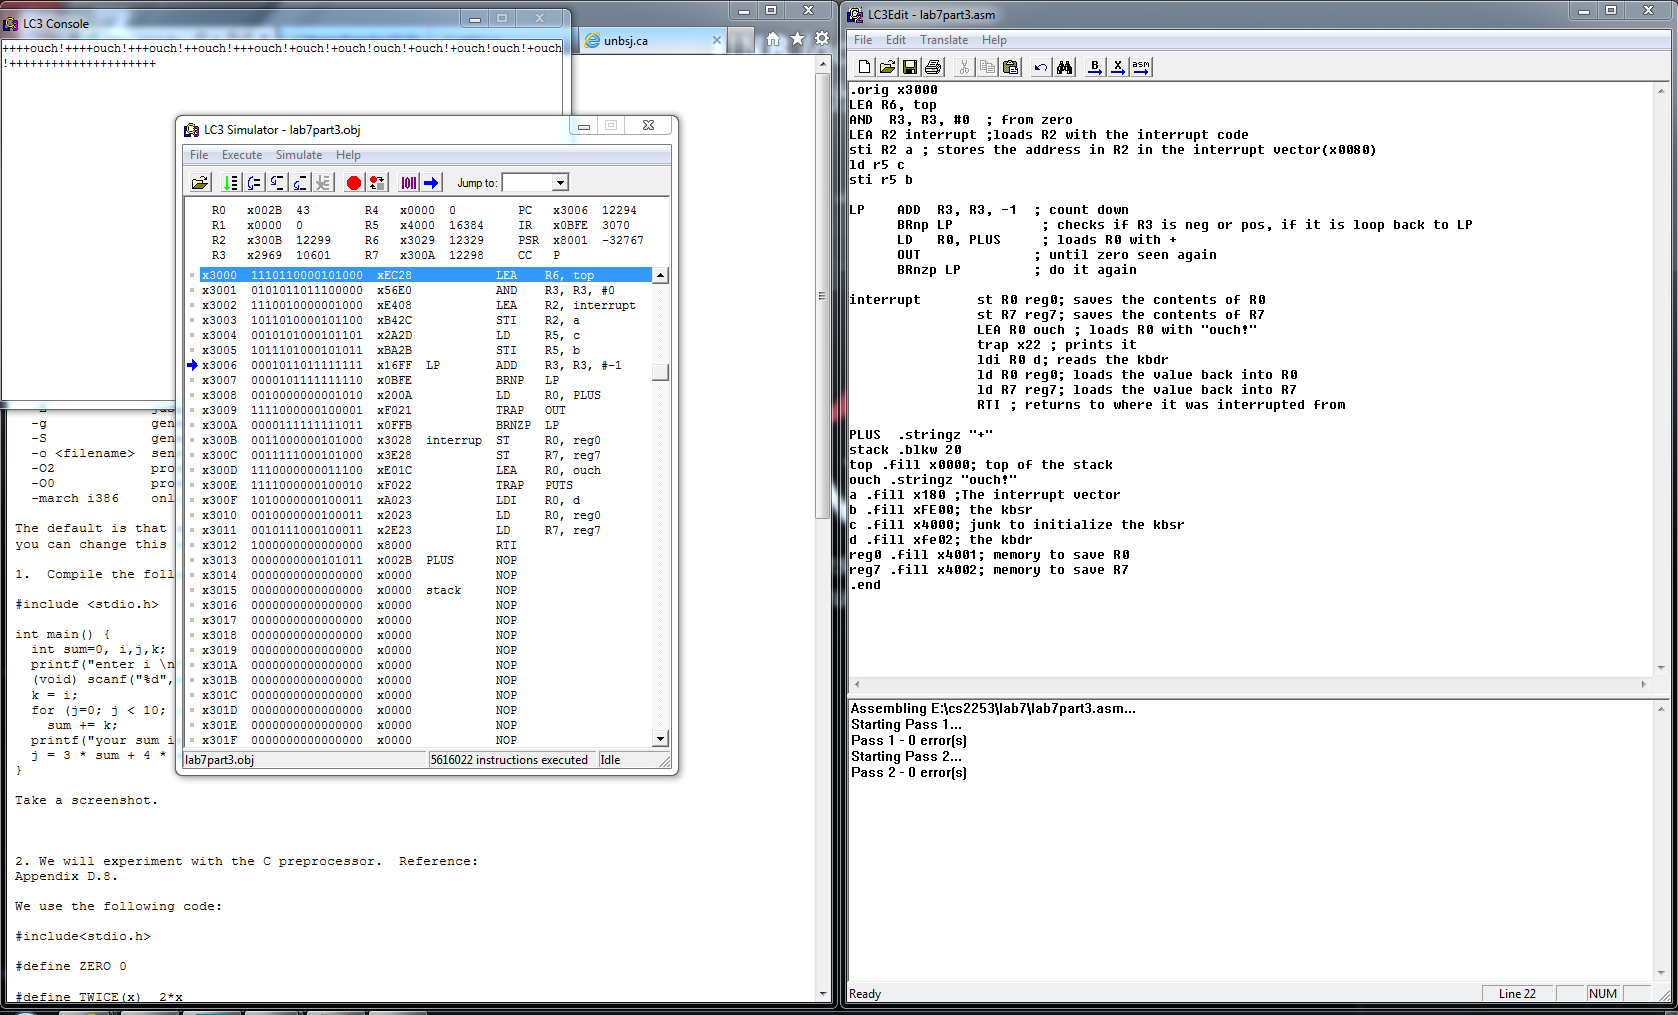 LC3 Console
++++ouch!++++ouch!+++ouch!++ouch!+++ouch!+ouch!+ouch!ouch!+ouch!+ouch!ouch!+ouch
!+++++++++++++++++++++
unbsj.ca
LC3 Simulator - lab7part3.obj
File Execute Simulate Help
Jump to:
R0 x002B 43 R4 x0000 0 PC x3006 12294
R1 x0000 0 R5 x4000 16384 IR x0BFE 3070
R2 x300B 12299 R6 x3029 12329 PSR x8001 -32767
R3 x2969 10601 R7 x300A 12298 CC P
x3000 1110110000101000 xEC28 LEA R6, top
x3001 0101011011100000 x56E0 AND R3, R3, #0
x3002 1110010000001000 xE408 LEA R2, interrupt
x3003 1011010000101100 xB42C STI R2, a
x3004 0010101000101101 x2A2D LD R5, c
x3005 1011101000101011 xBA2B STI R5, b
x3006 0001011011111111 x16FF LP ADD R3, R3, #-1
x3007 0000101111111110 x0BFE BRNP LP
x3008 0010000000001010 x200A LD R0, PLUS
x3009 1111000000100001 xF021 TRAP OUT
x300A 0000111111111011 x0FFB BRNZP LP
x300B 0011000000101000 x3028 interrup ST R0, reg0
x300C 0011111000101000 x3E28 ST R7, reg7
x300D 1110000000011100 xE01C LEA R0, ouch
x300E 1111000000100010 xF022 TRAP PUTS
x300F 1010000000100011 xA023 LDI R0, d
x3010 0010000000100011 x2023 LD R0, reg0
x3011 0010111000100011 x2E23 LD R7, reg7
x3012 1000000000000000 x8000 RTI
x3013 0000000000101011 x002B PLUS NOP
x3014 0000000000000000 x0000 NOP
x3015 0000000000000000 x0000 stack NOP
x3016 0000000000000000 x0000 NOP
x3017 0000000000000000 x0000 NOP
x3018 0000000000000000 x0000 NOP
x3019 0000000000000000 x0000 NOP
x301A 0000000000000000 x0000 NOP
x301B 0000000000000000 x0000 NOP
x301C 0000000000000000 x0000 NOP
x301D 0000000000000000 x0000 NOP
x301E 0000000000000000 x0000 NOP
x301F 0000000000000000 x0000 NOP
lab7part3.obj 5616022 instructions executed Idle
-g gen
-S gen
-o <filename> sen
-O2 pro
-O0 pro
-march i386 onl
The default is that
you can change this
1. Compile the foll
#include <stdio.h>
int main() {
int sum=0, i,j,k;
printf("enter i \n
(void) scanf("%d",
k = i;
for (j=0; j < 10;
sum += k;
printf("your sum i
j = 3 * sum + 4 *
}
Take a screenshot.
2. We will experiment with the C preprocessor. Reference:
Appendix D.8.
We use the following code:
#include<stdio.h>
#define ZERO 0
#define TWICE(x) 2*x
LC3Edit - lab7part3.asm
File Edit Translate Help
B X asm
.orig x3000
LEA R6, top
AND R3, R3, #0 ; from zero
LEA R2 interrupt ;loads R2 with the interrupt code
sti R2 a ; stores the address in R2 in the interrupt vector(x0080)
ld r5 c
sti r5 b
LP ADD R3, R3, -1 ; count down
BRnp LP ; checks if R3 is neg or pos, if it is loop back to LP
LD R0, PLUS ; loads R0 with +
OUT ; until zero seen again
BRnzp LP ; do it again
interrupt st R0 reg0; saves the contents of R0
st R7 reg7; saves the contents of R7
LEA R0 ouch ; loads R0 with "ouch!"
trap x22 ; prints it
ldi R0 d; reads the kbdr
ld R0 reg0; loads the value back into R0
ld R7 reg7; loads the value back into R7
RTI ; returns to where it was interrupted from
PLUS .stringz "+"
stack .blkw 20
top .fill x0000; top of the stack
ouch .stringz "ouch!"
a .fill x180 ;The interrupt vector
b .fill xFE00; the kbsr
c .fill x4000; junk to initialize the kbsr
d .fill xfe02; the kbdr
reg0 .fill x4001; memory to save R0
reg7 .fill x4002; memory to save R7
.end
Assembling E:\cs2253\lab7\lab7part3.asm...
Starting Pass 1...
Pass 1 - 0 error(s)
Starting Pass 2...
Pass 2 - 0 error(s)
Ready Line 22 NUM